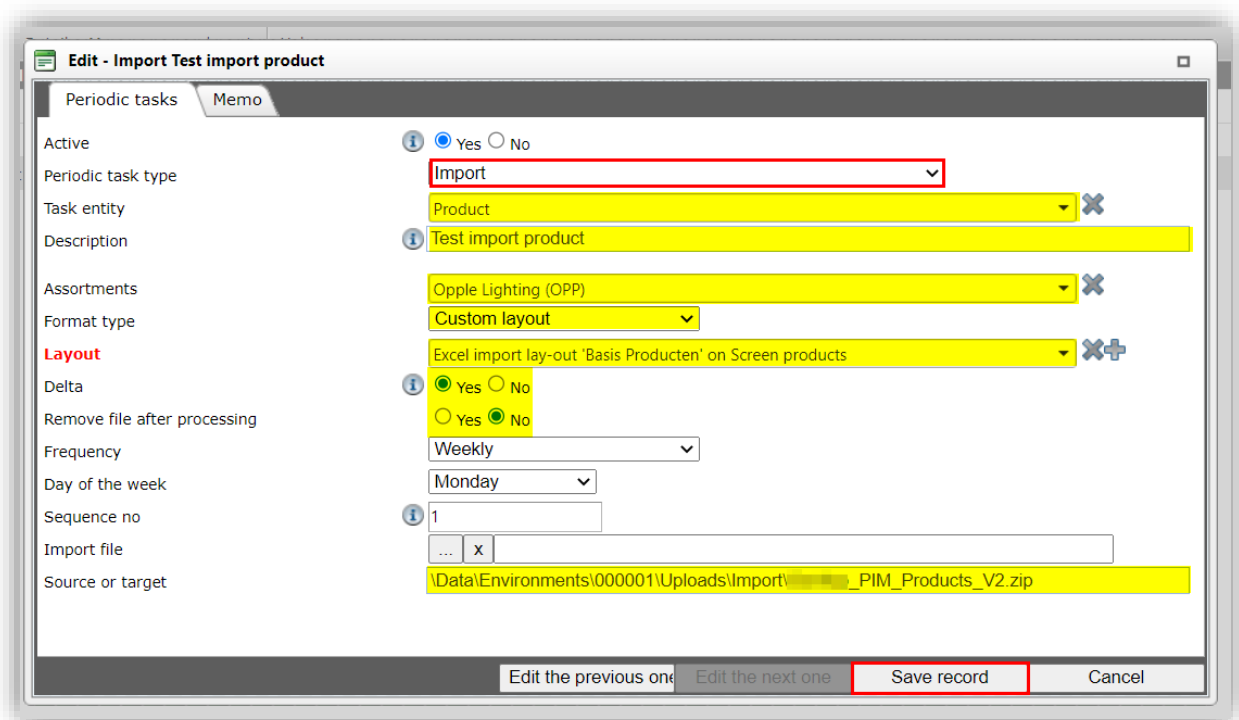 Edit - Import Test import product
Periodic tasks Memo
Active Yes No
Periodic task type Import
Task entity Product
Description Test import product
Assortments Opple Lighting (OPP)
Format type Custom layout
Layout Excel import lay-out 'Basis Producten' on Screen products
Delta Yes No
Remove file after processing Yes No
Frequency Weekly
Day of the week Monday
Sequence no 1
Import file ... x
Source or target \Data\Environments\000001\Uploads\Import\ _PIM_Products_V2.zip
Edit the previous one Edit the next one Save record Cancel